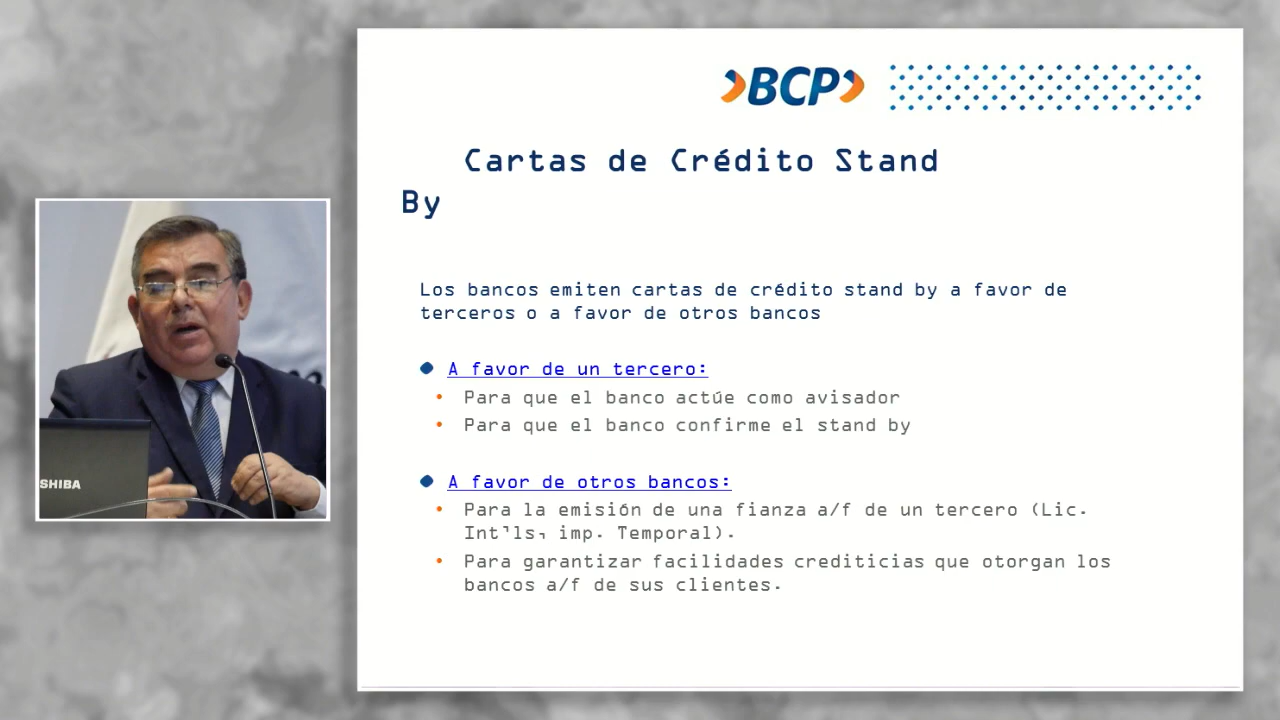 BCP
Cartas de Crédito Stand
By
Los bancos emiten cartas de crédito stand by a favor de
terceros o a favor de otros bancos
A favor de un tercero:
Para que el banco actúe como avisador
Para que el banco confirme el stand by
A favor de otros bancos:
Para la emisión de una fianza a/f de un tercero (Lic.
Int'ls, imp. Temporal).
Para garantizar facilidades crediticias que otorgan los
bancos a/f de sus clientes.
SHIBA